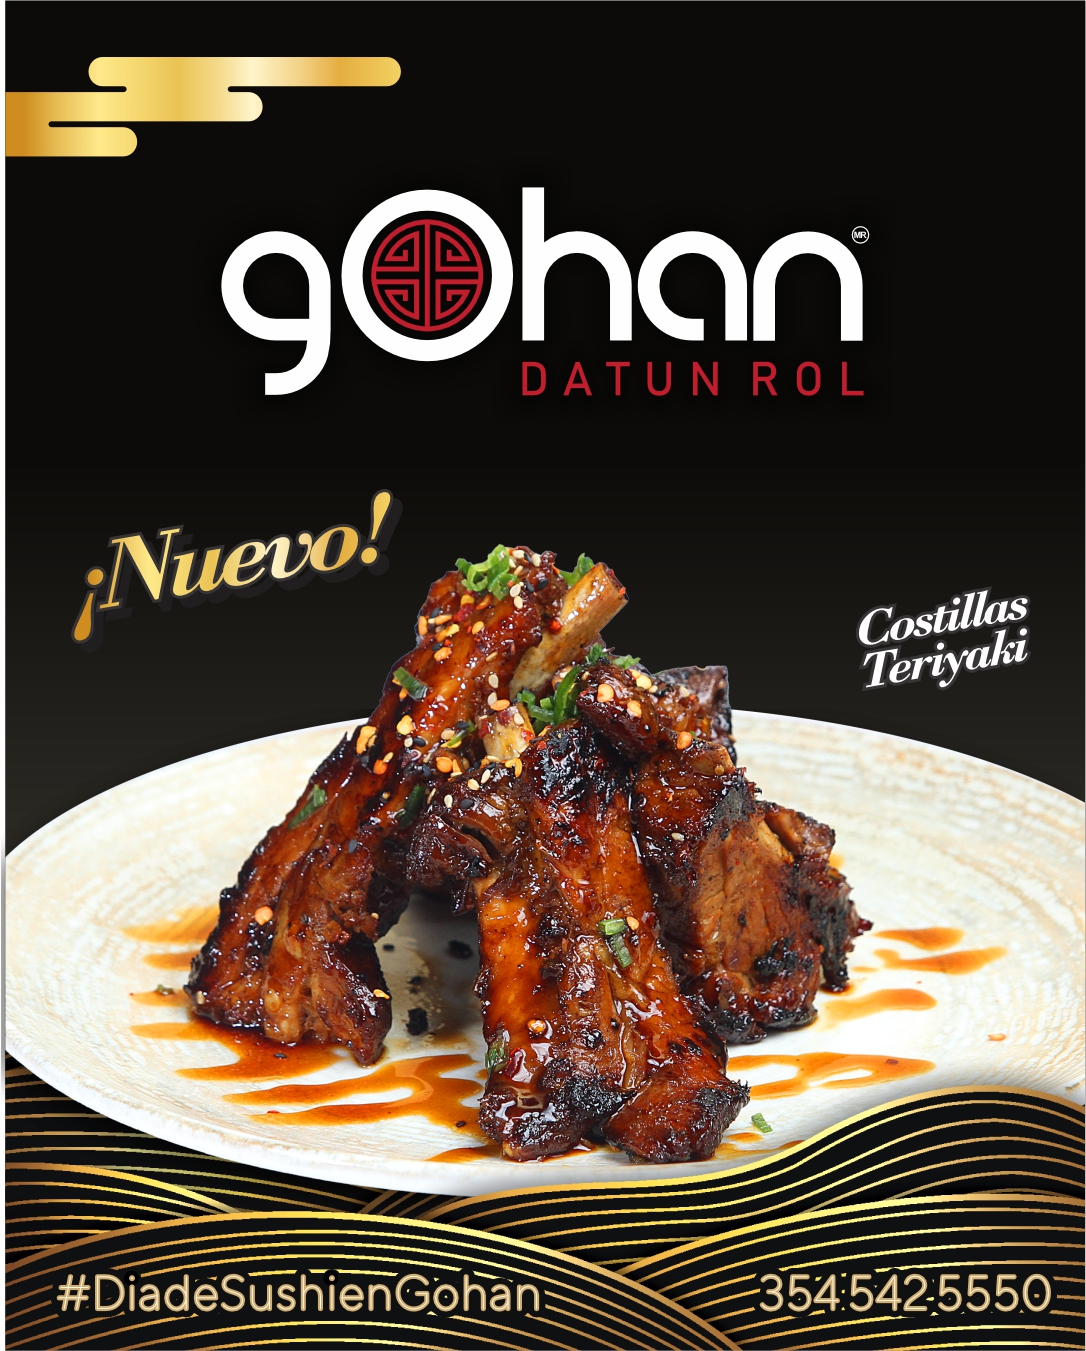 gohan MR
DATUN ROL
¡Nuevo!
Costillas
Teriyaki
#DiadeSushienGohan
354 542 5550